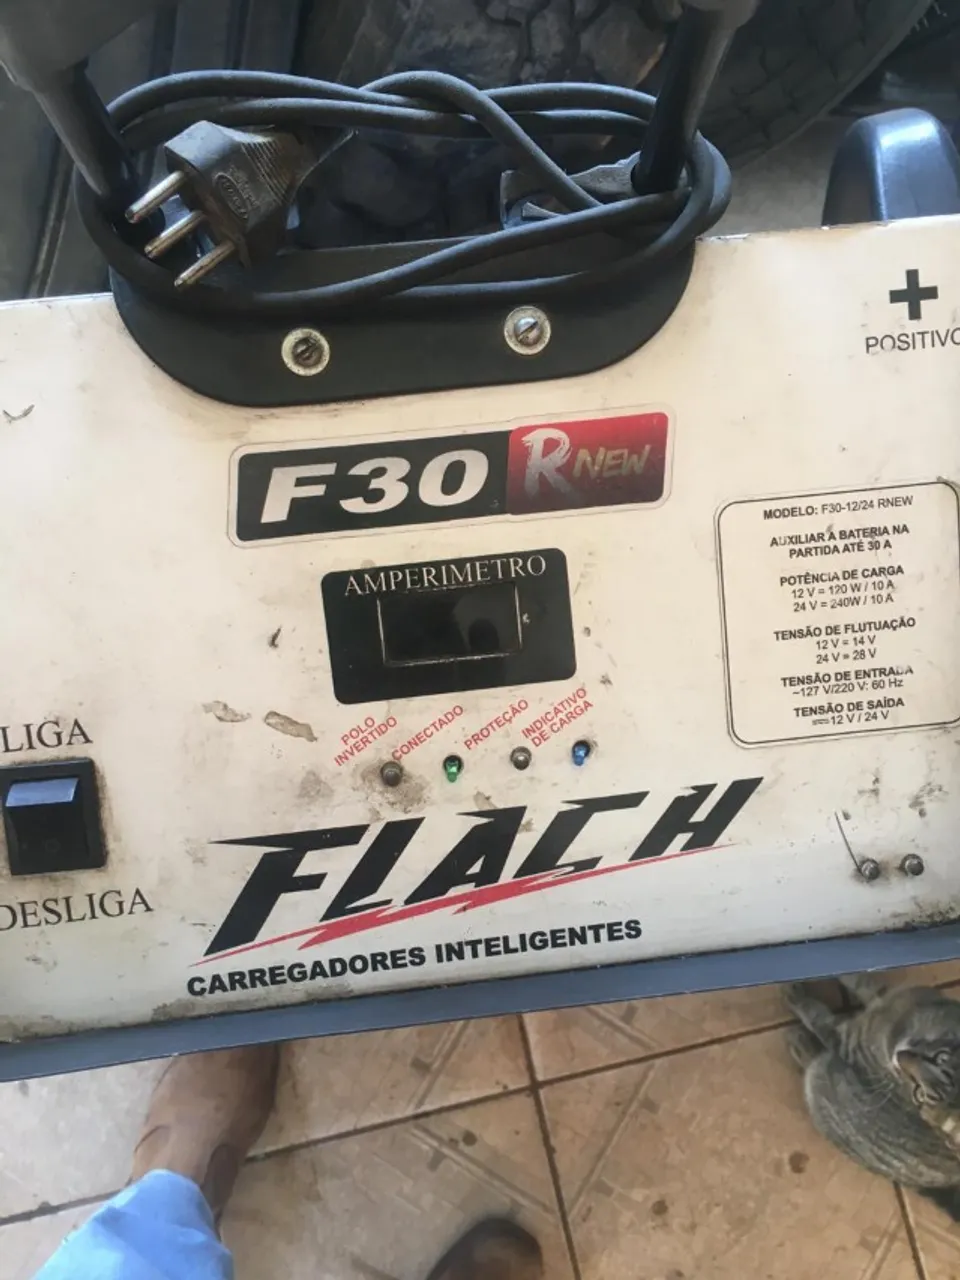 +
POSITIVO
F30 R NEW
MODELO: F30-12/24 RNEW
AUXILIAR A BATERIA NA
PARTIDA ATÉ 30 A
POTÊNCIA DE CARGA
12 V = 120 W / 10 A
24 V = 240W / 10 A
TENSÃO DE FLUTUAÇÃO
12 V = 14 V
24 V = 28 V
TENSÃO DE ENTRADA
~127 V/220 V: 60 Hz
TENSÃO DE SAÍDA
12 V / 24 V
AMPERIMETRO
POLO
INVERTIDO
CONECTADO
PROTEÇÃO
INDICATIVO
DE CARGA
LIGA
DESLIGA
FLACH
CARREGADORES INTELIGENTES